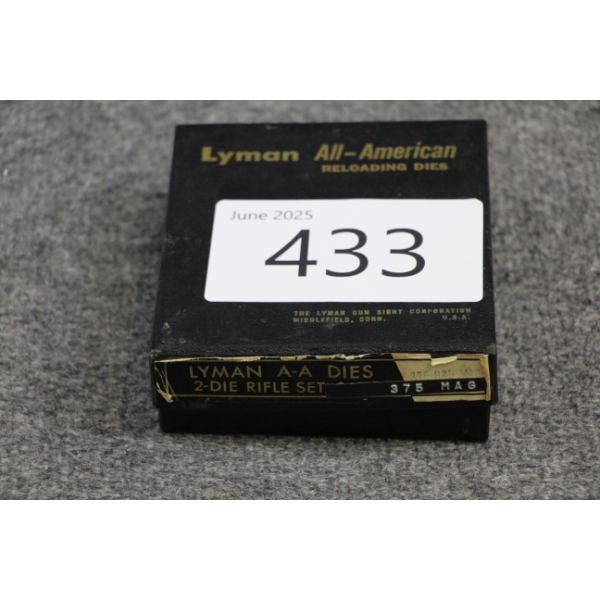 Lyman All-American
RELOADING DIES
June 2025
433
THE LYMAN GUN SIGHT CORPORATION
MIDDLEFIELD, CONN. U.S.A.
LYMAN A-A DIES
2-DIE RIFLE SET 375 MAG